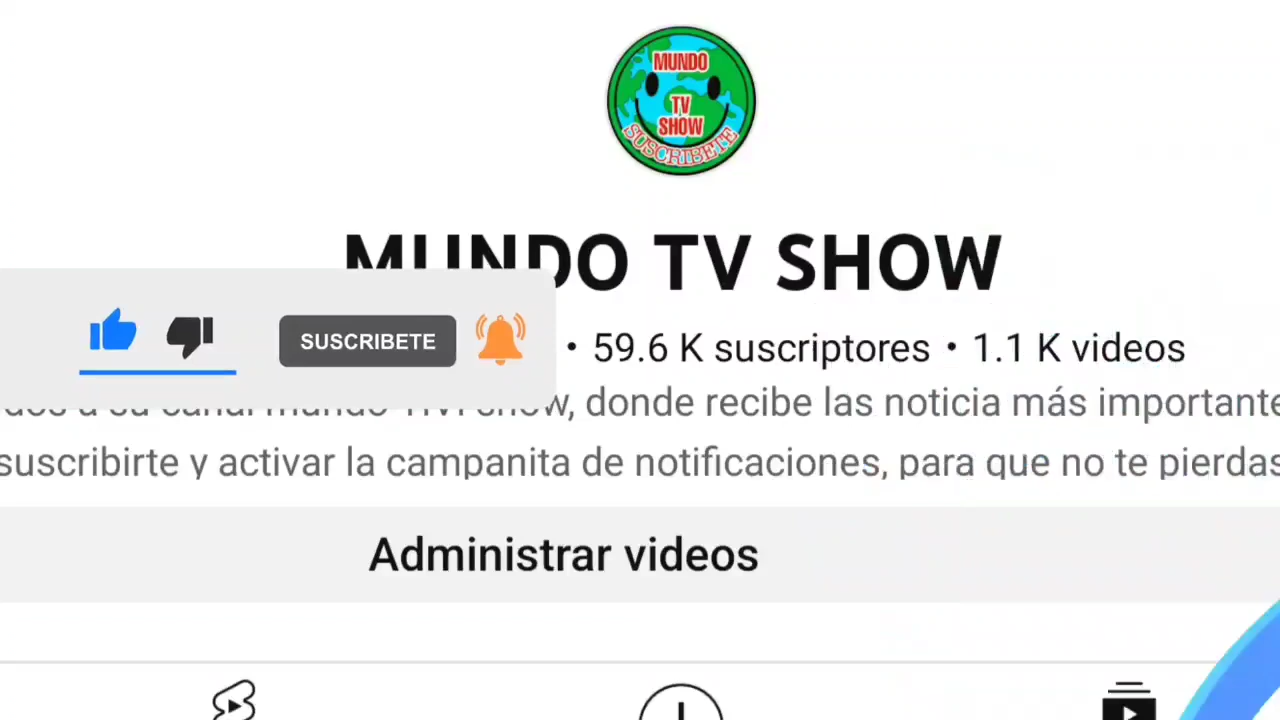 MUNDO
TV
SHOW
SUSCRIBETE
MUNDO TV SHOW
SUSCRIBETE
• 59.6 K suscriptores • 1.1 K videos
show, donde recibe las noticia más importante
suscribirte y activar la campanita de notificaciones, para que no te pierdas
Administrar videos